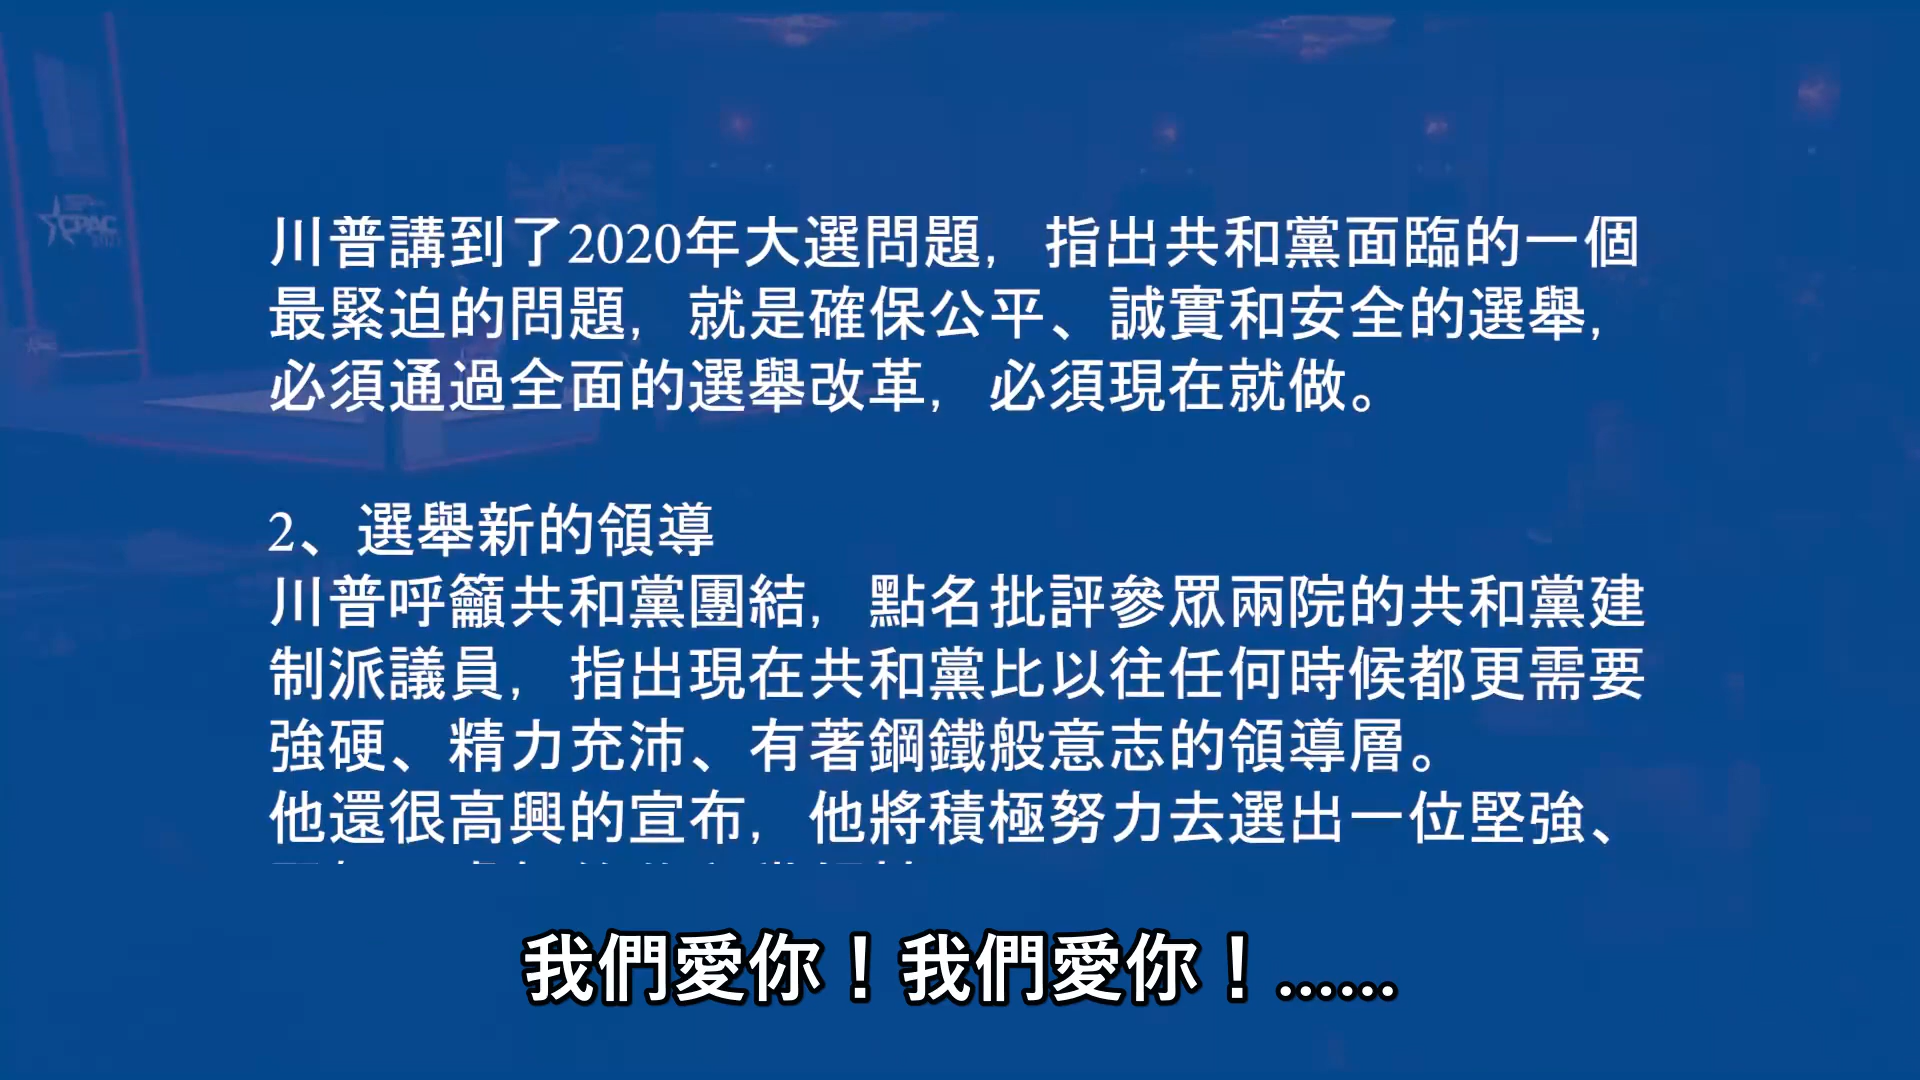 CPAC
川普講到了2020年大選問題，指出共和黨面臨的一個
最緊迫的問題，就是確保公平、誠實和安全的選舉，
必須通過全面的選舉改革，必須現在就做。
2、選舉新的領導
川普呼籲共和黨團結，點名批評參眾兩院的共和黨建
制派議員，指出現在共和黨比以往任何時候都更需要
強硬、精力充沛、有著鋼鐵般意志的領導層。
他還很高興的宣布，他將積極努力去選出一位堅強、
我們愛你！我們愛你！......